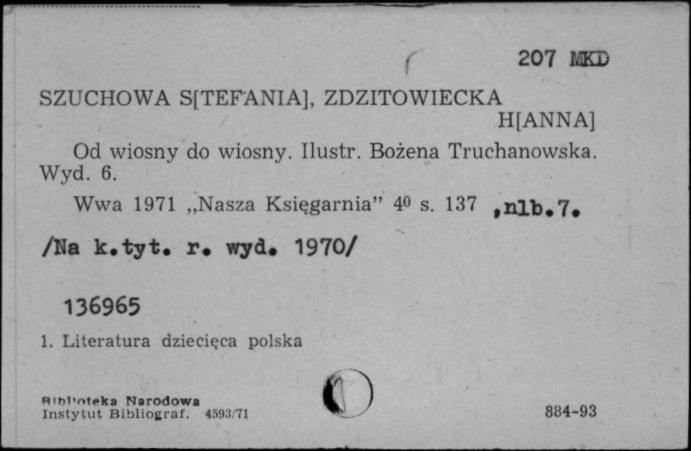 207 MKD
SZUCHOWA S[TEFANIA], ZDZITOWIECKA
H[ANNA]
Od wiosny do wiosny. Ilustr. Bożena Truchanowska.
Wyd. 6.
Wwa 1971 „Nasza Księgarnia” 4⁰ s. 137 ,nlb.7.
/Na k.tyt. r. wyd. 1970/
136965
1. Literatura dziecięca polska
Biblioteka Narodowa
Instytut Bibliograf. 4593/71
884-93